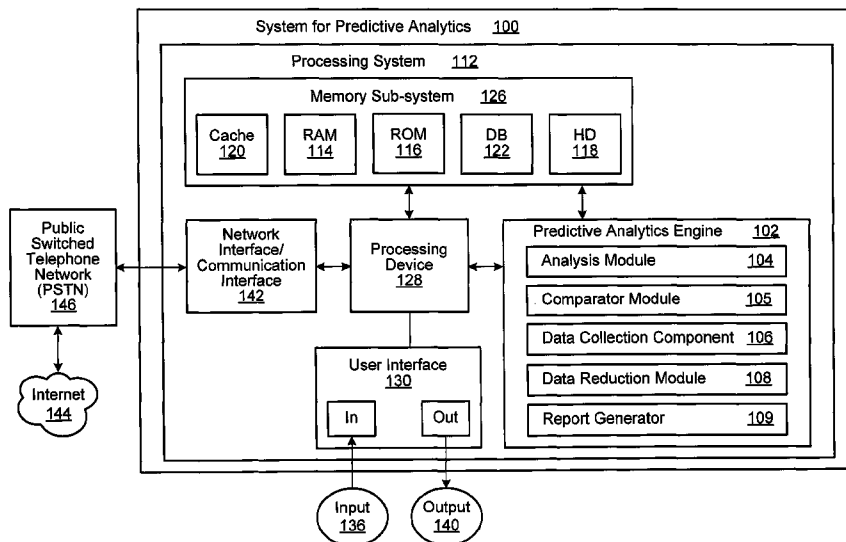 System for Predictive Analytics 100
Processing System 112
Memory Sub-system 126
Cache
120
RAM
114
ROM
116
DB
122
HD
118
Public
Switched
Telephone
Network
(PSTN)
146
Network
Interface/
Communication
Interface
142
Processing
Device
128
Predictive Analytics Engine 102
Analysis Module 104
Comparator Module 105
Data Collection Component 106
Data Reduction Module 108
Report Generator 109
User Interface
130
In
Out
Internet
144
Input
136
Output
140